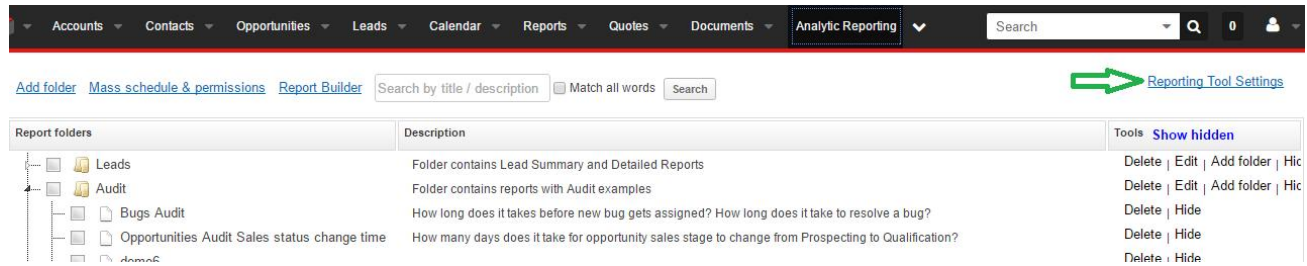 Accounts Contacts Opportunities Leads Calendar Reports Quotes Documents Analytic Reporting Search 0
Add folder Mass schedule & permissions Report Builder Search by title / description Match all words Search Reporting Tool Settings
Report folders Description Tools Show hidden
Leads Folder contains Lead Summary and Detailed Reports Delete | Edit | Add folder | Hid
Audit Folder contains reports with Audit examples Delete | Edit | Add folder | Hid
Bugs Audit How long does it takes before new bug gets assigned? How long does it take to resolve a bug? Delete | Hide
Opportunities Audit Sales status change time How many days does it take for opportunity sales stage to change from Prospecting to Qualification? Delete | Hide
demo6 Delete | Hide